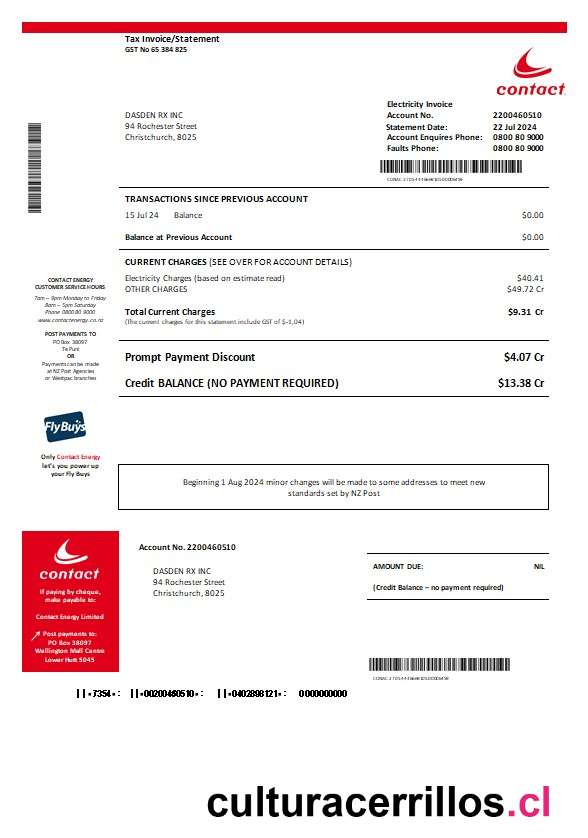 Tax Invoice/Statement
GST No 65 384 825
contact
Electricity Invoice
DASDEN RX INC
94 Rochester Street
Christchurch, 8025
Account No. 2200460510
Statement Date: 22 Jul 2024
Account Enquires Phone: 0800 80 9000
Faults Phone: 0800 80 9000
TRANSACTIONS SINCE PREVIOUS ACCOUNT
15 Jul 24 Balance $0.00
Balance at Previous Account $0.00
CURRENT CHARGES (SEE OVER FOR ACCOUNT DETAILS)
Electricity Charges (based on estimate read) $40.41
OTHER CHARGES $49.72 Cr
Total Current Charges $9.31 Cr
(The current charges for this statement include GST of $-1,04)
Prompt Payment Discount $4.07 Cr
Credit BALANCE (NO PAYMENT REQUIRED) $13.38 Cr
CONTACT ENERGY
CUSTOMER SERVICE HOURS
7am – 9pm Monday to Friday
8am – 5pm Saturday
Phone 0800 80 9000
www.contactenergy.co.nz
POST PAYMENTS TO
PO Box 38097
Te Puni
OR
Payments can be made
at NZ Post Agencies
or Westpac branches
Fly Buys
Only Contact Energy
let's you power up
your Fly Buys
Beginning 1 Aug 2024 minor changes will be made to some addresses to meet new
standards set by NZ Post
contact
If paying by cheque,
make payable to:
Contact Energy Limited
Post payments to:
PO Box 38097
Wellington Mall Centre
Lower Hutt 5045
Account No. 2200460510
DASDEN RX INC
94 Rochester Street
Christchurch, 8025
AMOUNT DUE: NIL
(Credit Balance – no payment required)
7354 00200460510 0402898121 0000000000
culturacerrillos.cl